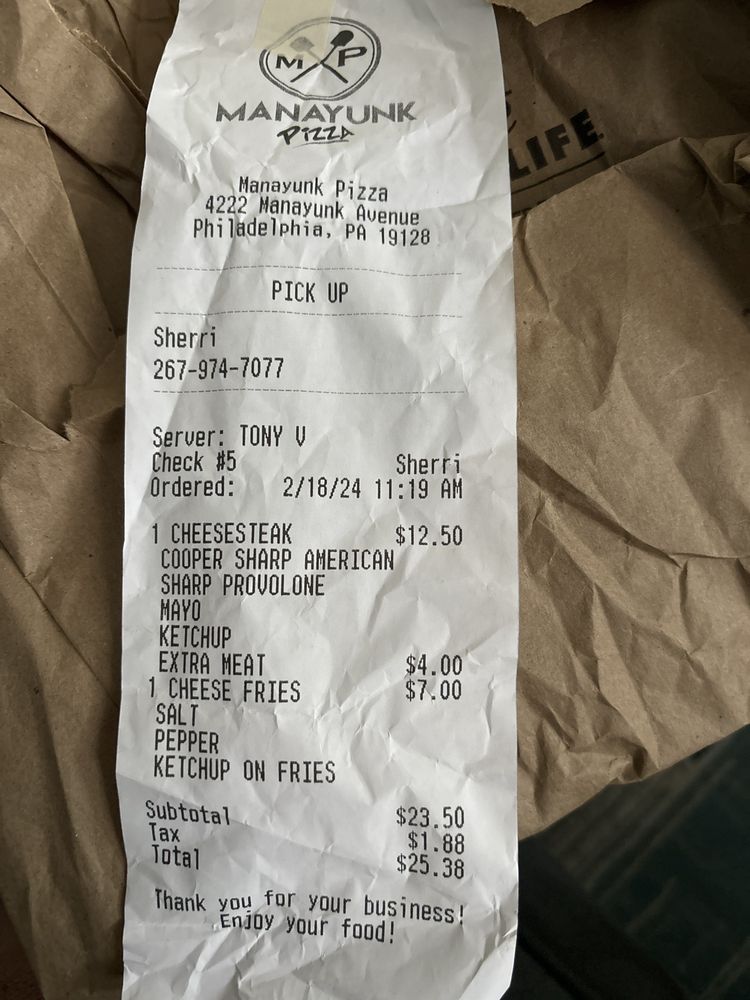 M P
MANAYUNK
PIZZA
LIFE
Manayunk Pizza
4222 Manayunk Avenue
Philadelphia, PA 19128
PICK UP
Sherri
267-974-7077
Server: TONY V
Check #5 Sherri
Ordered: 2/18/24 11:19 AM
1 CHEESESTEAK $12.50
COOPER SHARP AMERICAN
SHARP PROVOLONE
MAYO
KETCHUP
EXTRA MEAT $4.00
1 CHEESE FRIES $7.00
SALT
PEPPER
KETCHUP ON FRIES
Subtotal $23.50
Tax $1.88
Total $25.38
Thank you for your business!
Enjoy your food!